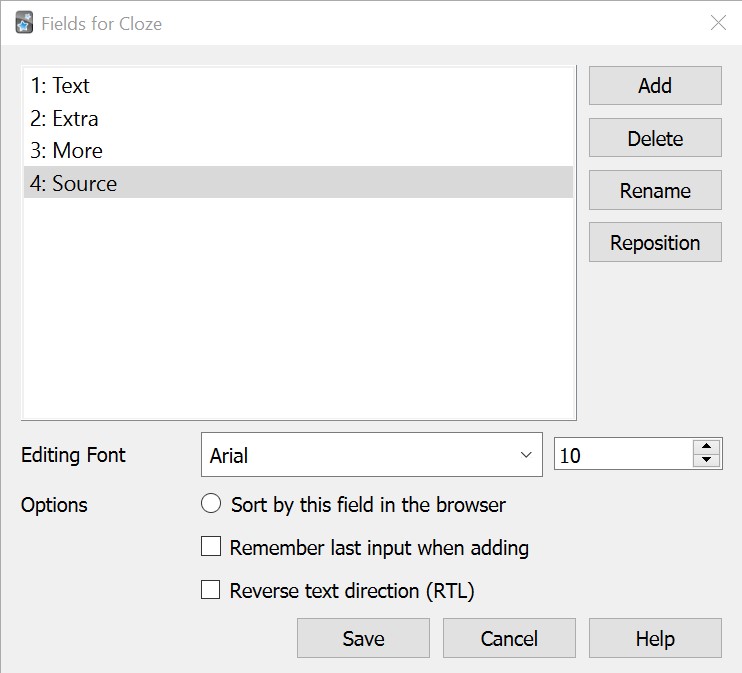 Fields for Cloze
1: Text
2: Extra
3: More
4: Source
Add
Delete
Rename
Reposition
Editing Font
Arial
10
Options
Sort by this field in the browser
Remember last input when adding
Reverse text direction (RTL)
Save
Cancel
Help